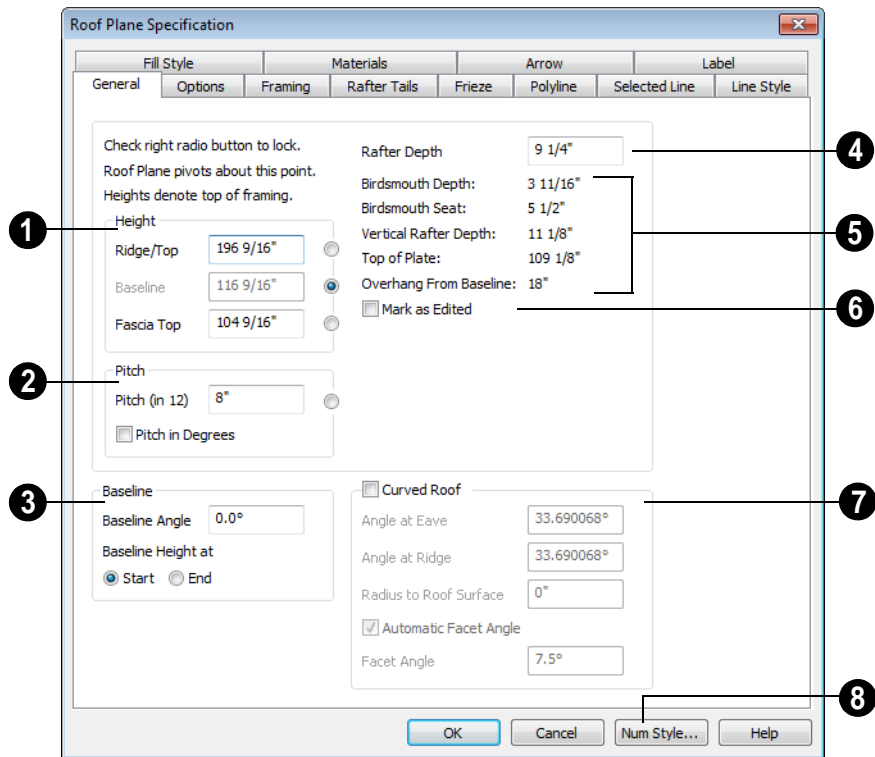 Roof Plane Specification
Fill Style Materials Arrow Label
General Options Framing Rafter Tails Frieze Polyline Selected Line Line Style
Check right radio button to lock.
Roof Plane pivots about this point.
Heights denote top of framing.
1
Height
Ridge/Top 196 9/16"
Baseline 116 9/16"
Fascia Top 104 9/16"
2
Pitch
Pitch (in 12) 8"
Pitch in Degrees
Rafter Depth 9 1/4"
4
Birdsmouth Depth: 3 11/16"
Birdsmouth Seat: 5 1/2"
Vertical Rafter Depth: 11 1/8"
Top of Plate: 109 1/8"
Overhang From Baseline: 18"
5
Mark as Edited
6
3
Baseline
Baseline Angle 0.0°
Baseline Height at
Start End
Curved Roof
7
Angle at Eave 33.690068°
Angle at Ridge 33.690068°
Radius to Roof Surface 0"
Automatic Facet Angle
Facet Angle 7.5°
8
OK Cancel Num Style... Help